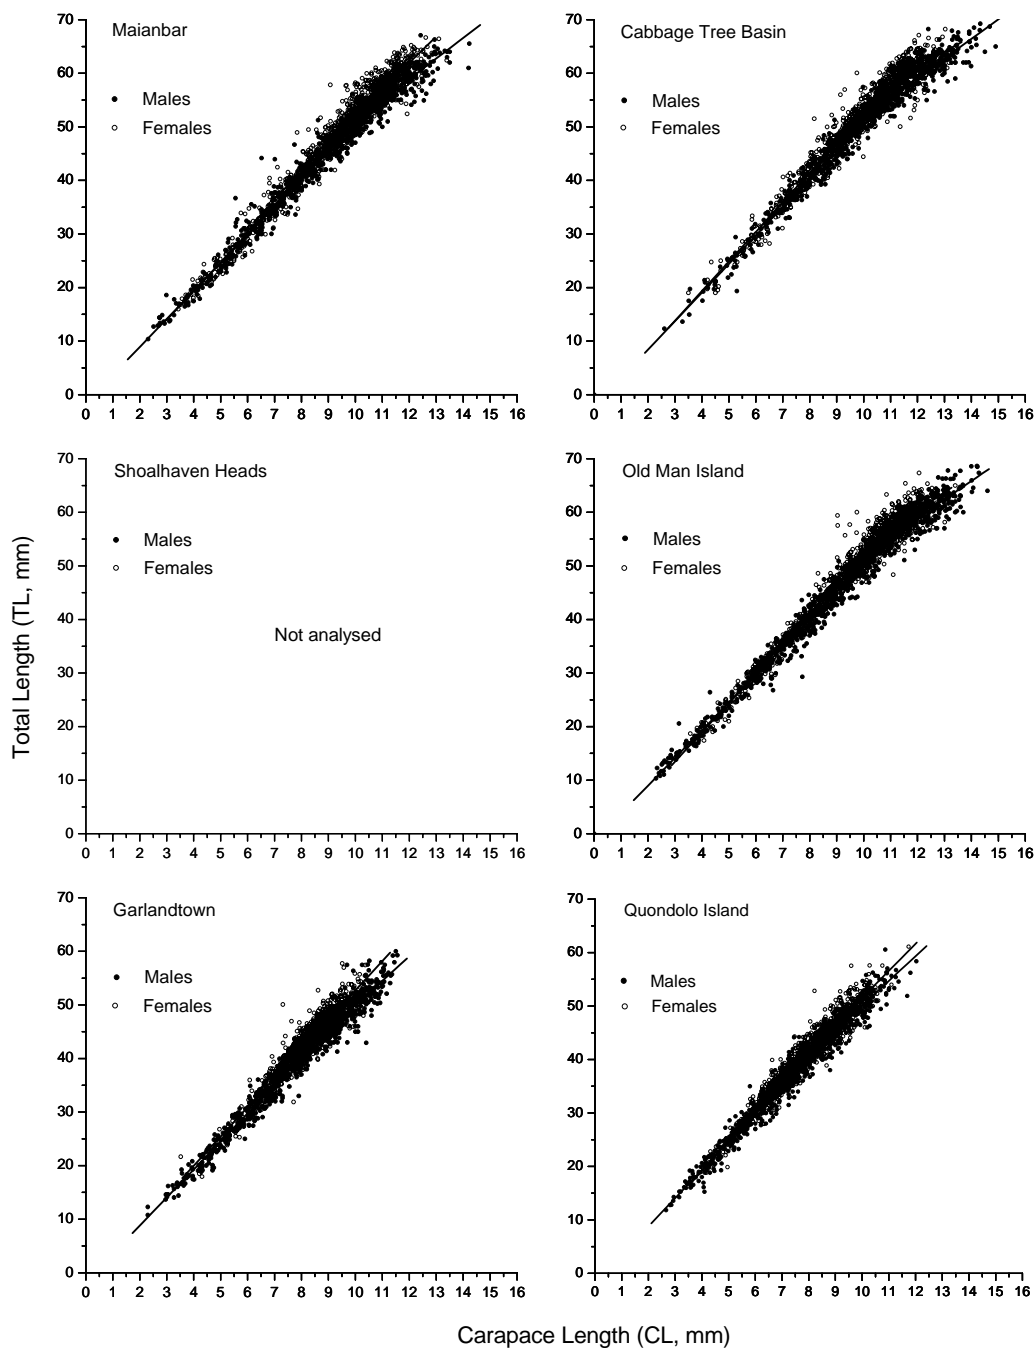 Maianbar
Males
Females
70
60
50
40
30
20
10
0
0 1 2 3 4 5 6 7 8 9 10 11 12 13 14 15 16
Cabbage Tree Basin
Males
Females
70
60
50
40
30
20
10
0
0 1 2 3 4 5 6 7 8 9 10 11 12 13 14 15 16
Total Length (TL, mm)
Shoalhaven Heads
Males
Females
Not analysed
70
60
50
40
30
20
10
0
0 1 2 3 4 5 6 7 8 9 10 11 12 13 14 15 16
Old Man Island
Males
Females
70
60
50
40
30
20
10
0
0 1 2 3 4 5 6 7 8 9 10 11 12 13 14 15 16
Garlandtown
Males
Females
70
60
50
40
30
20
10
0
0 1 2 3 4 5 6 7 8 9 10 11 12 13 14 15 16
Quondolo Island
Males
Females
70
60
50
40
30
20
10
0
0 1 2 3 4 5 6 7 8 9 10 11 12 13 14 15 16
Carapace Length (CL, mm)